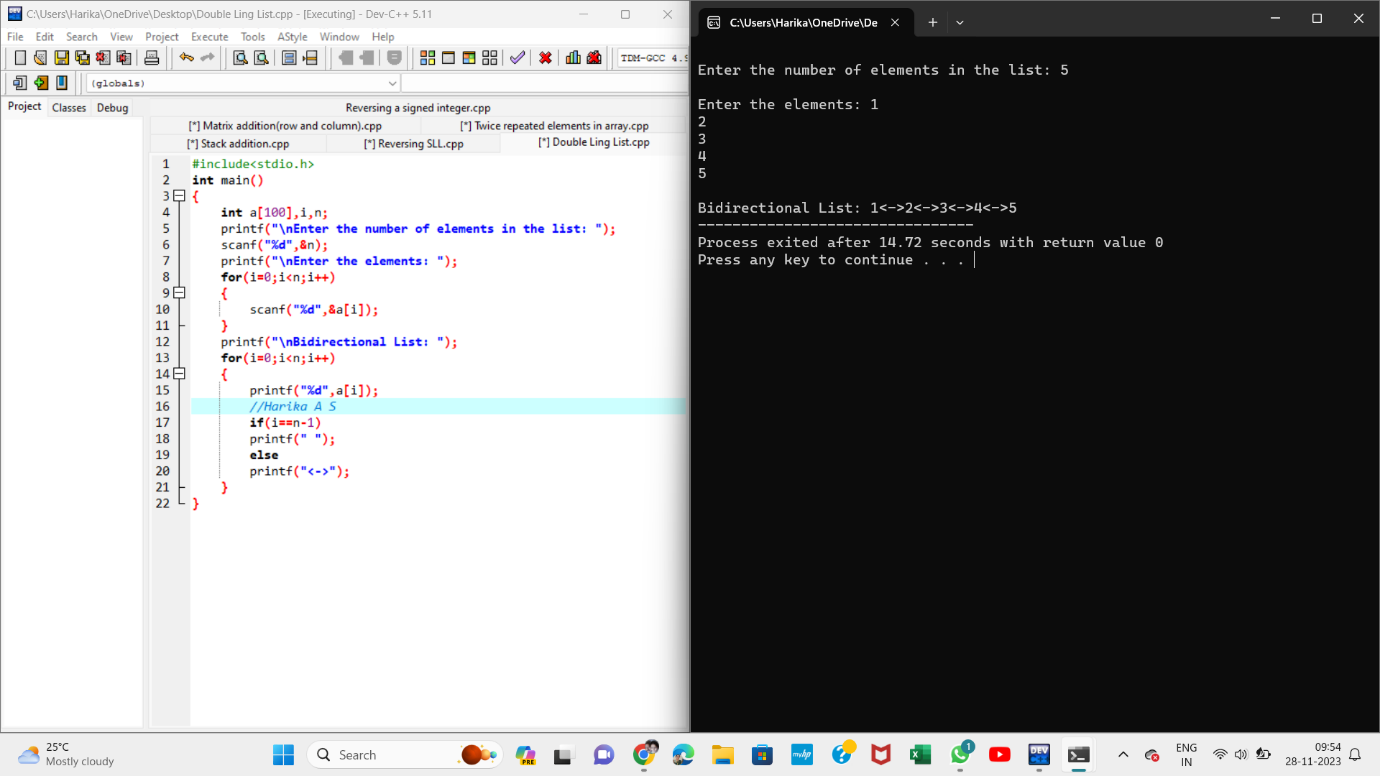 C:\Users\Harika\OneDrive\Desktop\Double Ling List.cpp - [Executing] - Dev-C++ 5.11
File Edit Search View Project Execute Tools AStyle Window Help
TDM-GCC 4.9
(globals)
Project Classes Debug
Reversing a signed integer.cpp
[*] Matrix addition(row and column).cpp [*] Twice repeated elements in array.cpp
[*] Stack addition.cpp [*] Reversing SLL.cpp [*] Double Ling List.cpp
1 #include<stdio.h>
2 int main()
3 {
4 int a[100],i,n;
5 printf("\nEnter the number of elements in the list: ");
6 scanf("%d",&n);
7 printf("\nEnter the elements: ");
8 for(i=0;i<n;i++)
9 {
10 scanf("%d",&a[i]);
11 }
12 printf("\nBidirectional List: ");
13 for(i=0;i<n;i++)
14 {
15 printf("%d",a[i]);
16 //Harika A S
17 if(i==n-1)
18 printf(" ");
19 else
20 printf("<->");
21 }
22 }
C:\Users\Harika\OneDrive\De
Enter the number of elements in the list: 5
Enter the elements: 1
2
3
4
5
Bidirectional List: 1<->2<->3<->4<->5
--------------------------------
Process exited after 14.72 seconds with return value 0
Press any key to continue . . .
25°C
Mostly cloudy
Search
PRE
myhp
1
DEV
ENG
IN
09:54
28-11-2023